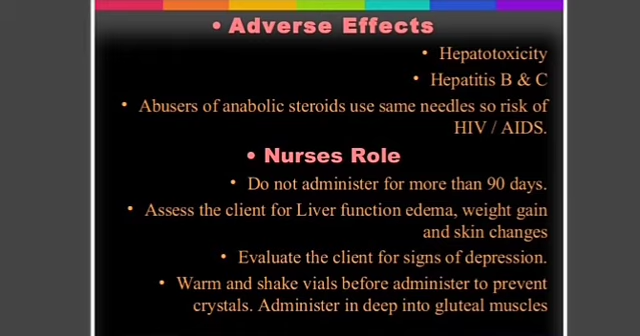 • Adverse Effects
• Hepatotoxicity
• Hepatitis B & C
• Abusers of anabolic steroids use same needles so risk of
HIV / AIDS.
• Nurses Role
• Do not administer for more than 90 days.
• Assess the client for Liver function edema, weight gain
and skin changes
• Evaluate the client for signs of depression.
• Warm and shake vials before administer to prevent
crystals. Administer in deep into gluteal muscles